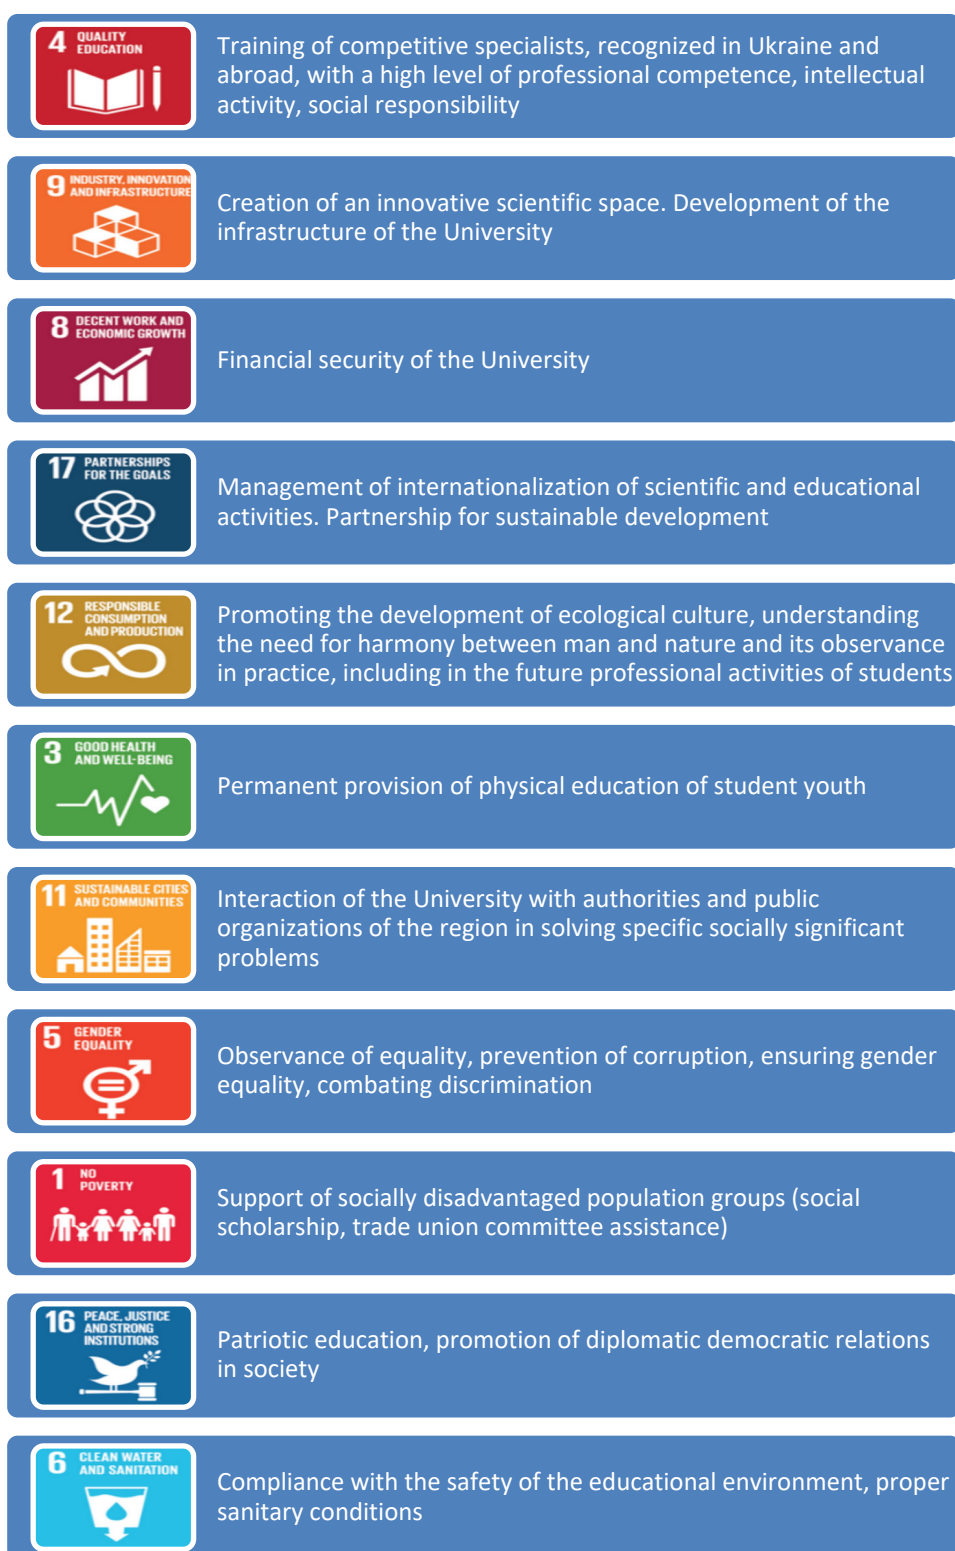 4 QUALITY
EDUCATION
Training of competitive specialists, recognized in Ukraine and
abroad, with a high level of professional competence, intellectual
activity, social responsibility
9 INDUSTRY, INNOVATION
AND INFRASTRUCTURE
Creation of an innovative scientific space. Development of the
infrastructure of the University
8 DECENT WORK AND
ECONOMIC GROWTH
Financial security of the University
17 PARTNERSHIPS
FOR THE GOALS
Management of internationalization of scientific and educational
activities. Partnership for sustainable development
12 RESPONSIBLE
CONSUMPTION
AND PRODUCTION
Promoting the development of ecological culture, understanding
the need for harmony between man and nature and its observance
in practice, including in the future professional activities of students
3 GOOD HEALTH
AND WELL-BEING
Permanent provision of physical education of student youth
11 SUSTAINABLE CITIES
AND COMMUNITIES
Interaction of the University with authorities and public
organizations of the region in solving specific socially significant
problems
5 GENDER
EQUALITY
Observance of equality, prevention of corruption, ensuring gender
equality, combating discrimination
1 NO
POVERTY
Support of socially disadvantaged population groups (social
scholarship, trade union committee assistance)
16 PEACE, JUSTICE
AND STRONG
INSTITUTIONS
Patriotic education, promotion of diplomatic democratic relations
in society
6 CLEAN WATER
AND SANITATION
Compliance with the safety of the educational environment, proper
sanitary conditions